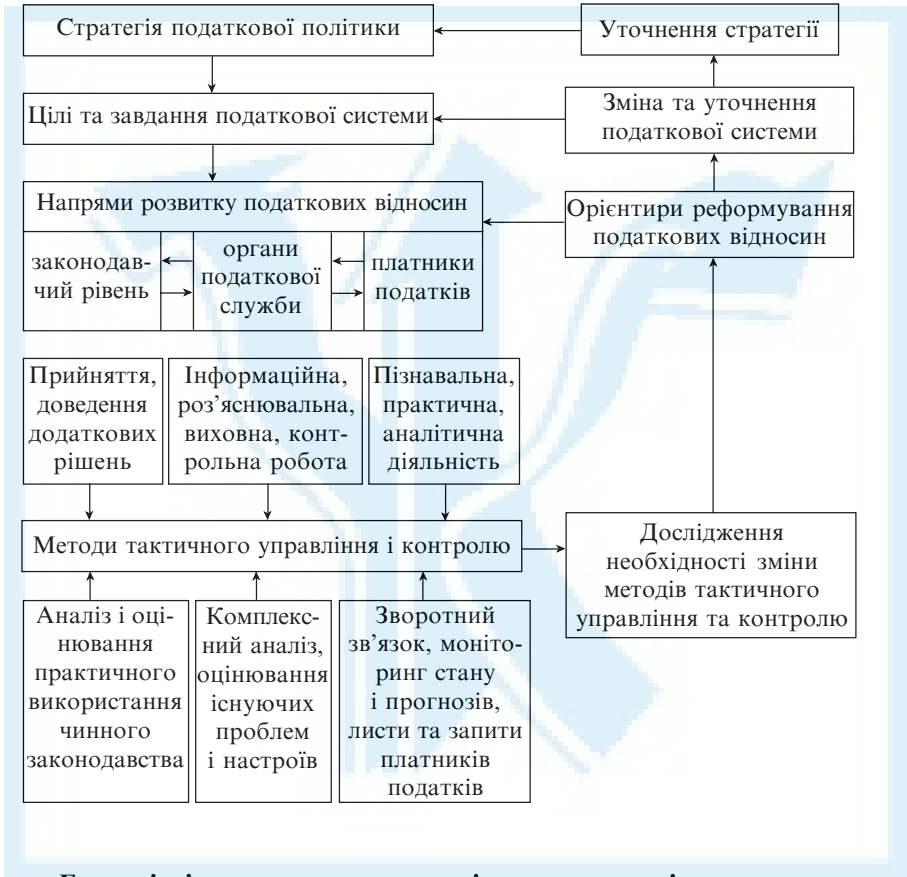 Стратегія податкової політики
Уточнення стратегії
Цілі та завдання податкової системи
Зміна та уточнення
податкової системи
Напрями розвитку податкових відносин
Орієнтири реформування
податкових відносин
законодав-
чий рівень
органи
податкової
служби
платники
податків
Прийняття,
доведення
додаткових
рішень
Інформаційна,
роз’яснювальна,
виховна, конт-
рольна робота
Пізнавальна,
практична,
аналітична
діяльність
Методи тактичного управління і контролю
Дослідження
необхідності зміни
методів тактичного
управління та контролю
Аналіз і оці-
нювання
практичного
використання
чинного
законодавства
Комплекс-
ний аналіз,
оцінювання
існуючих
проблем
і настроїв
Зворотний
зв’язок, моніто-
ринг стану
і прогнозів,
листи та запити
платників
податків